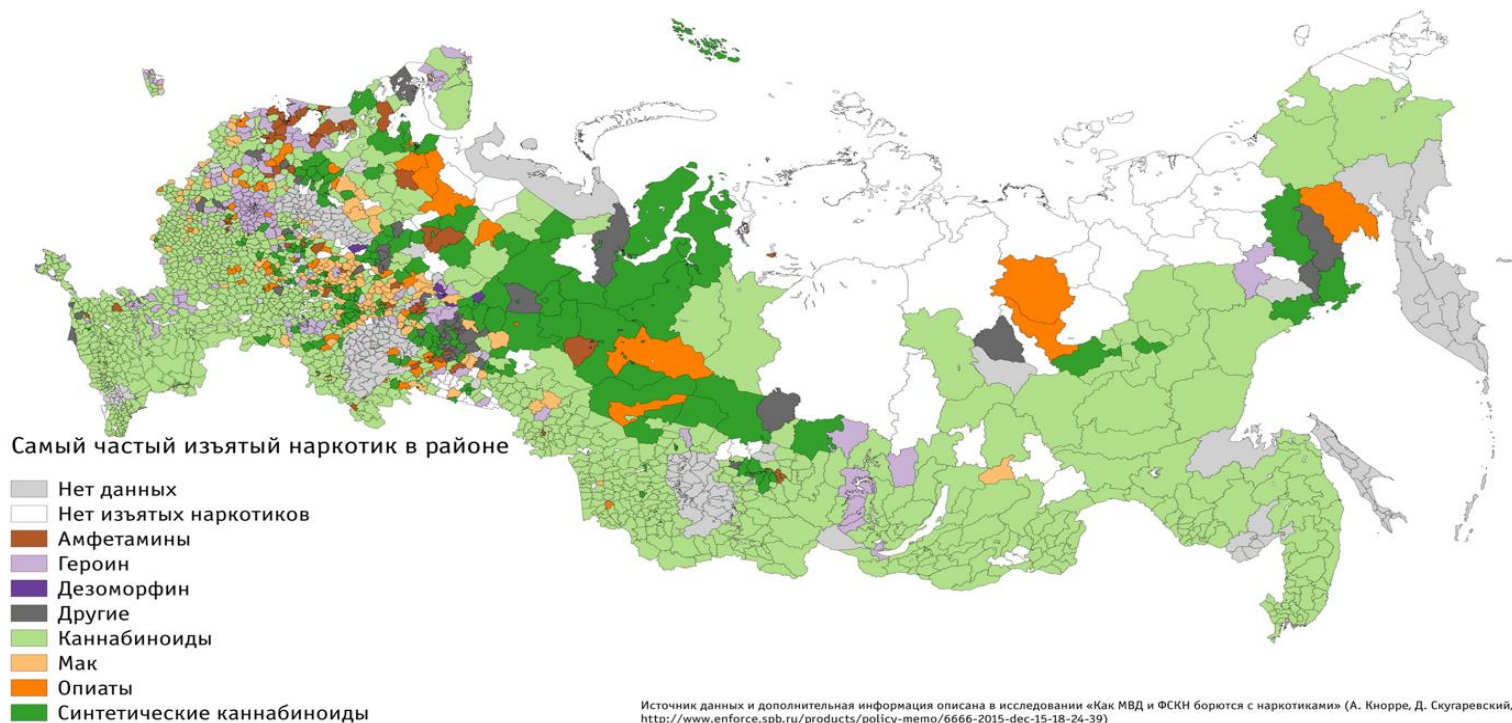 Самый частый изъятый наркотик в районе
Нет данных
Нет изъятых наркотиков
Амфетамины
Героин
Дезоморфин
Другие
Каннабиноиды
Мак
Опиаты
Синтетические каннабиноиды
Источник данных и дополнительная информация описана в исследовании «Как МВД и ФСКН борются с наркотиками» (А. Кнорре, Д. Скугаревски
http://www.enforce.spb.ru/products/policy-memo/6666-2015-dec-15-18-24-39)